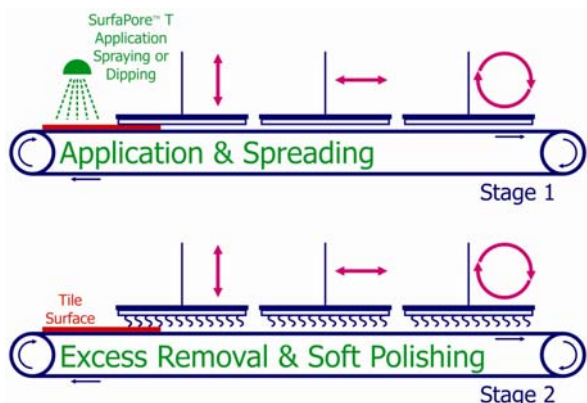 SurfaPore™ T
Application
Spraying or
Dipping
Application & Spreading
Stage 1
Tile
Surface
Excess Removal & Soft Polishing
Stage 2